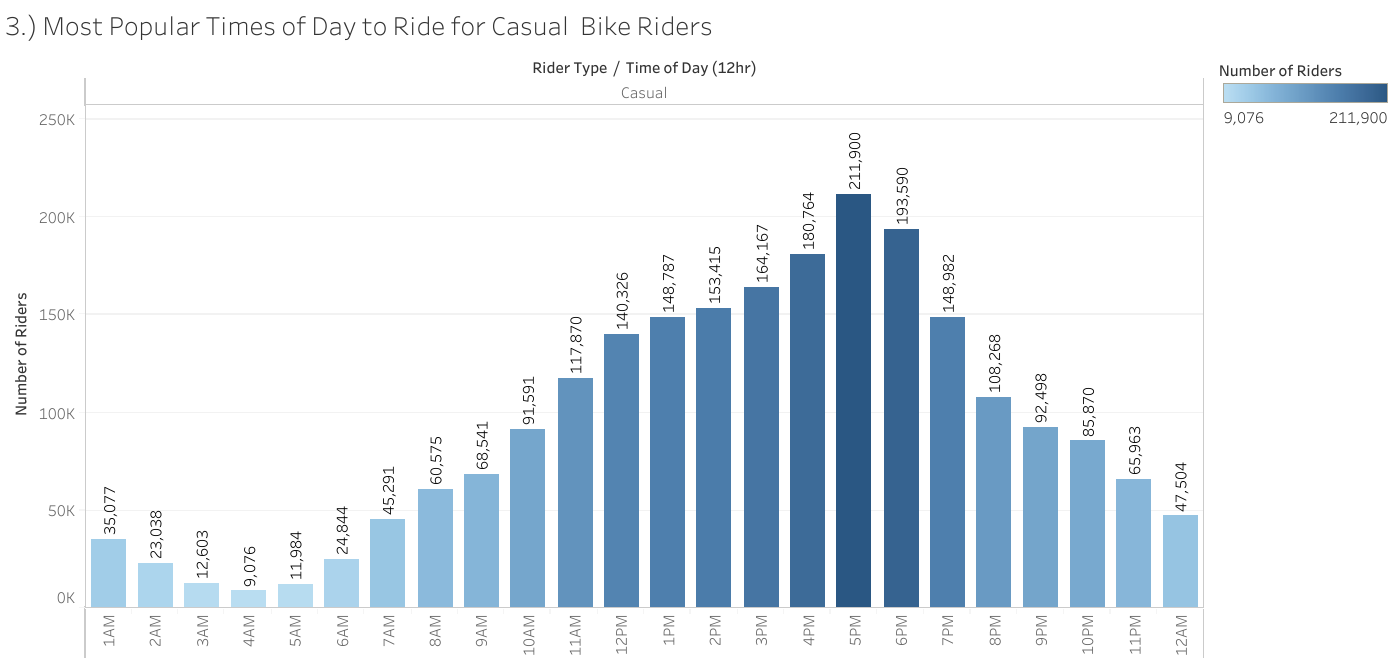 3.) Most Popular Times of Day to Ride for Casual  Bike Riders
Rider Type / Time of Day (12hr)
Casual
Number of Riders
9,076
211,900
Number of Riders
250K
200K
150K
100K
50K
0K
35,077
23,038
12,603
9,076
11,984
24,844
45,291
60,575
68,541
91,591
117,870
140,326
148,787
153,415
164,167
180,764
211,900
193,590
148,982
108,268
92,498
85,870
65,963
47,504
1AM
2AM
3AM
4AM
5AM
6AM
7AM
8AM
9AM
10AM
11AM
12PM
1PM
2PM
3PM
4PM
5PM
6PM
7PM
8PM
9PM
10PM
11PM
12AM